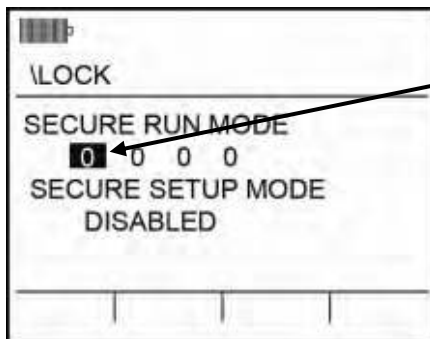 \LOCK
SECURE RUN MODE
0 0 0 0
SECURE SETUP MODE
DISABLED